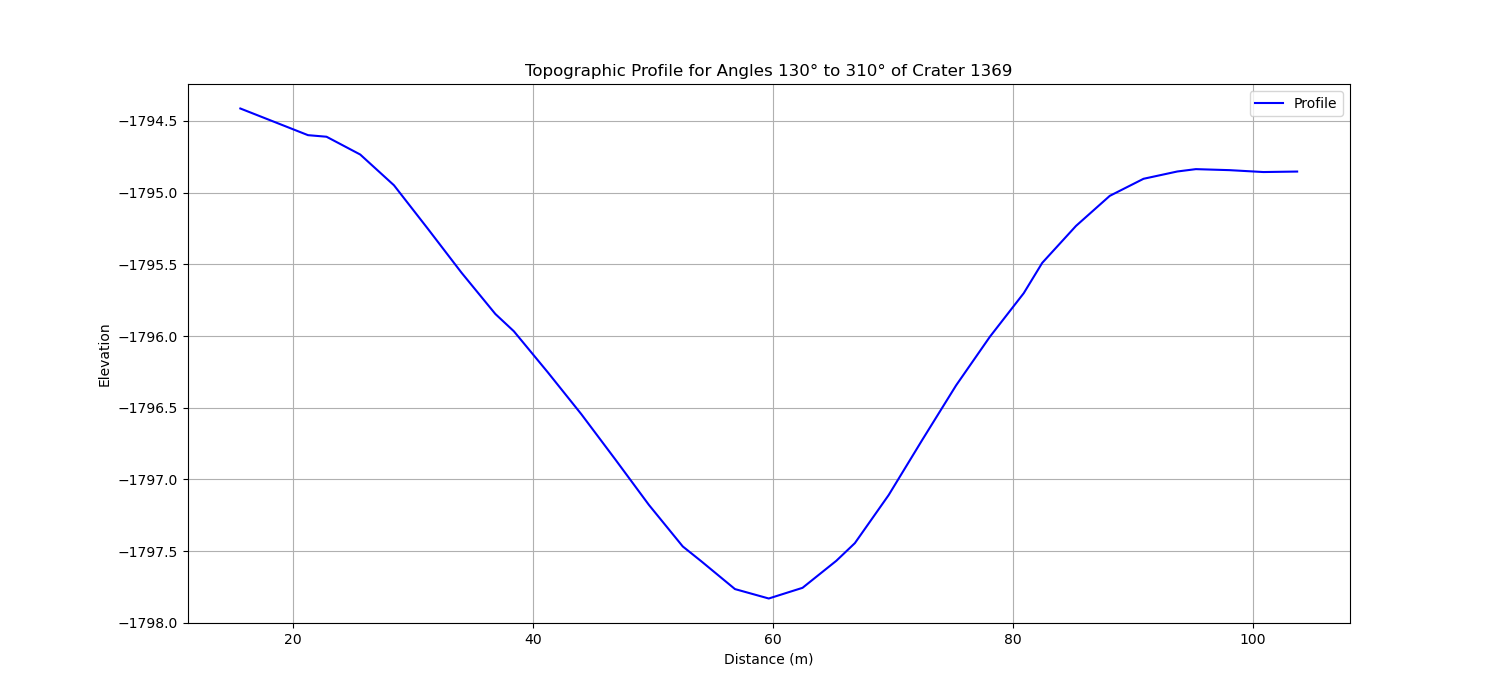 Topographic Profile for Angles 130° to 310° of Crater 1369
Profile
−1794.5
−1795.0
−1795.5
−1796.0
−1796.5
−1797.0
−1797.5
−1798.0
Elevation
20 40 60 80 100
Distance (m)